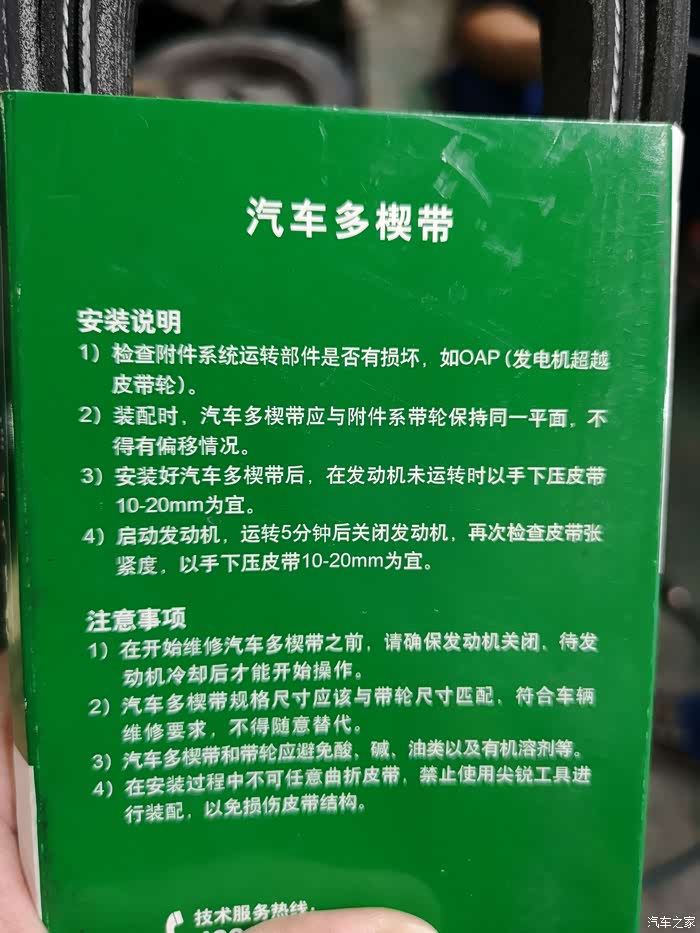 汽车多楔带
安装说明
1）检查附件系统运转部件是否有损坏，如OAP（发电机超越
皮带轮）。
2）装配时，汽车多楔带应与附件系带轮保持同一平面，不
得有偏移情况。
3）安装好汽车多楔带后，在发动机未运转时以手下压皮带
10-20mm为宜。
4）启动发动机，运转5分钟后关闭发动机，再次检查皮带张
紧度，以手下压皮带10-20mm为宜。
注意事项
1）在开始维修汽车多楔带之前，请确保发动机关闭，待发
动机冷却后才能开始操作。
2）汽车多楔带规格尺寸应该与带轮尺寸匹配，符合车辆
维修要求，不得随意替代。
3）汽车多楔带和带轮应避免酸、碱、油类以及有机溶剂等。
4）在安装过程中不可任意曲折皮带，禁止使用尖锐工具进
行装配，以免损伤皮带结构。
技术服务热线：
汽车之家